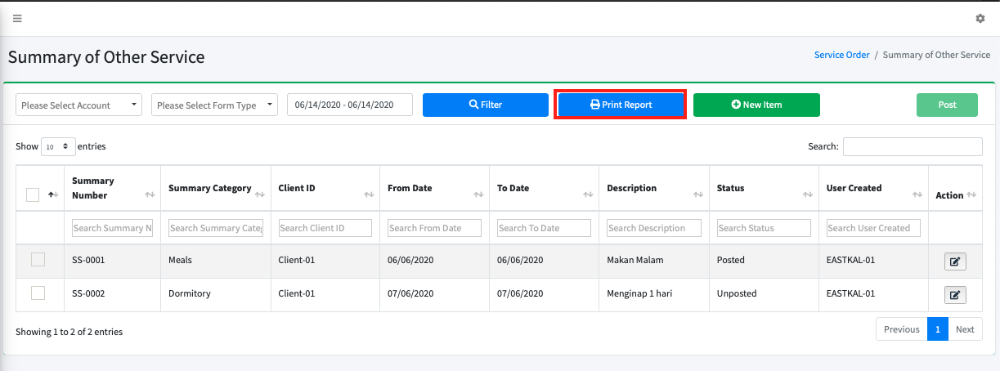 Summary of Other Service
Service Order / Summary of Other Service
Please Select Account
Please Select Form Type
06/14/2020 - 06/14/2020
Filter
Print Report
New Item
Post
Show 10 entries
Search:
Summary Number
Summary Category
Client ID
From Date
To Date
Description
Status
User Created
Action
Search Summary N
Search Summary Cate
Search Client ID
Search From Date
Search To Date
Search Description
Search Status
Search User Created
SS-0001 Meals Client-01 06/06/2020 06/06/2020 Makan Malam Posted EASTKAL-01
SS-0002 Dormitory Client-01 07/06/2020 07/06/2020 Menginap 1 hari Unposted EASTKAL-01
Showing 1 to 2 of 2 entries
Previous 1 Next